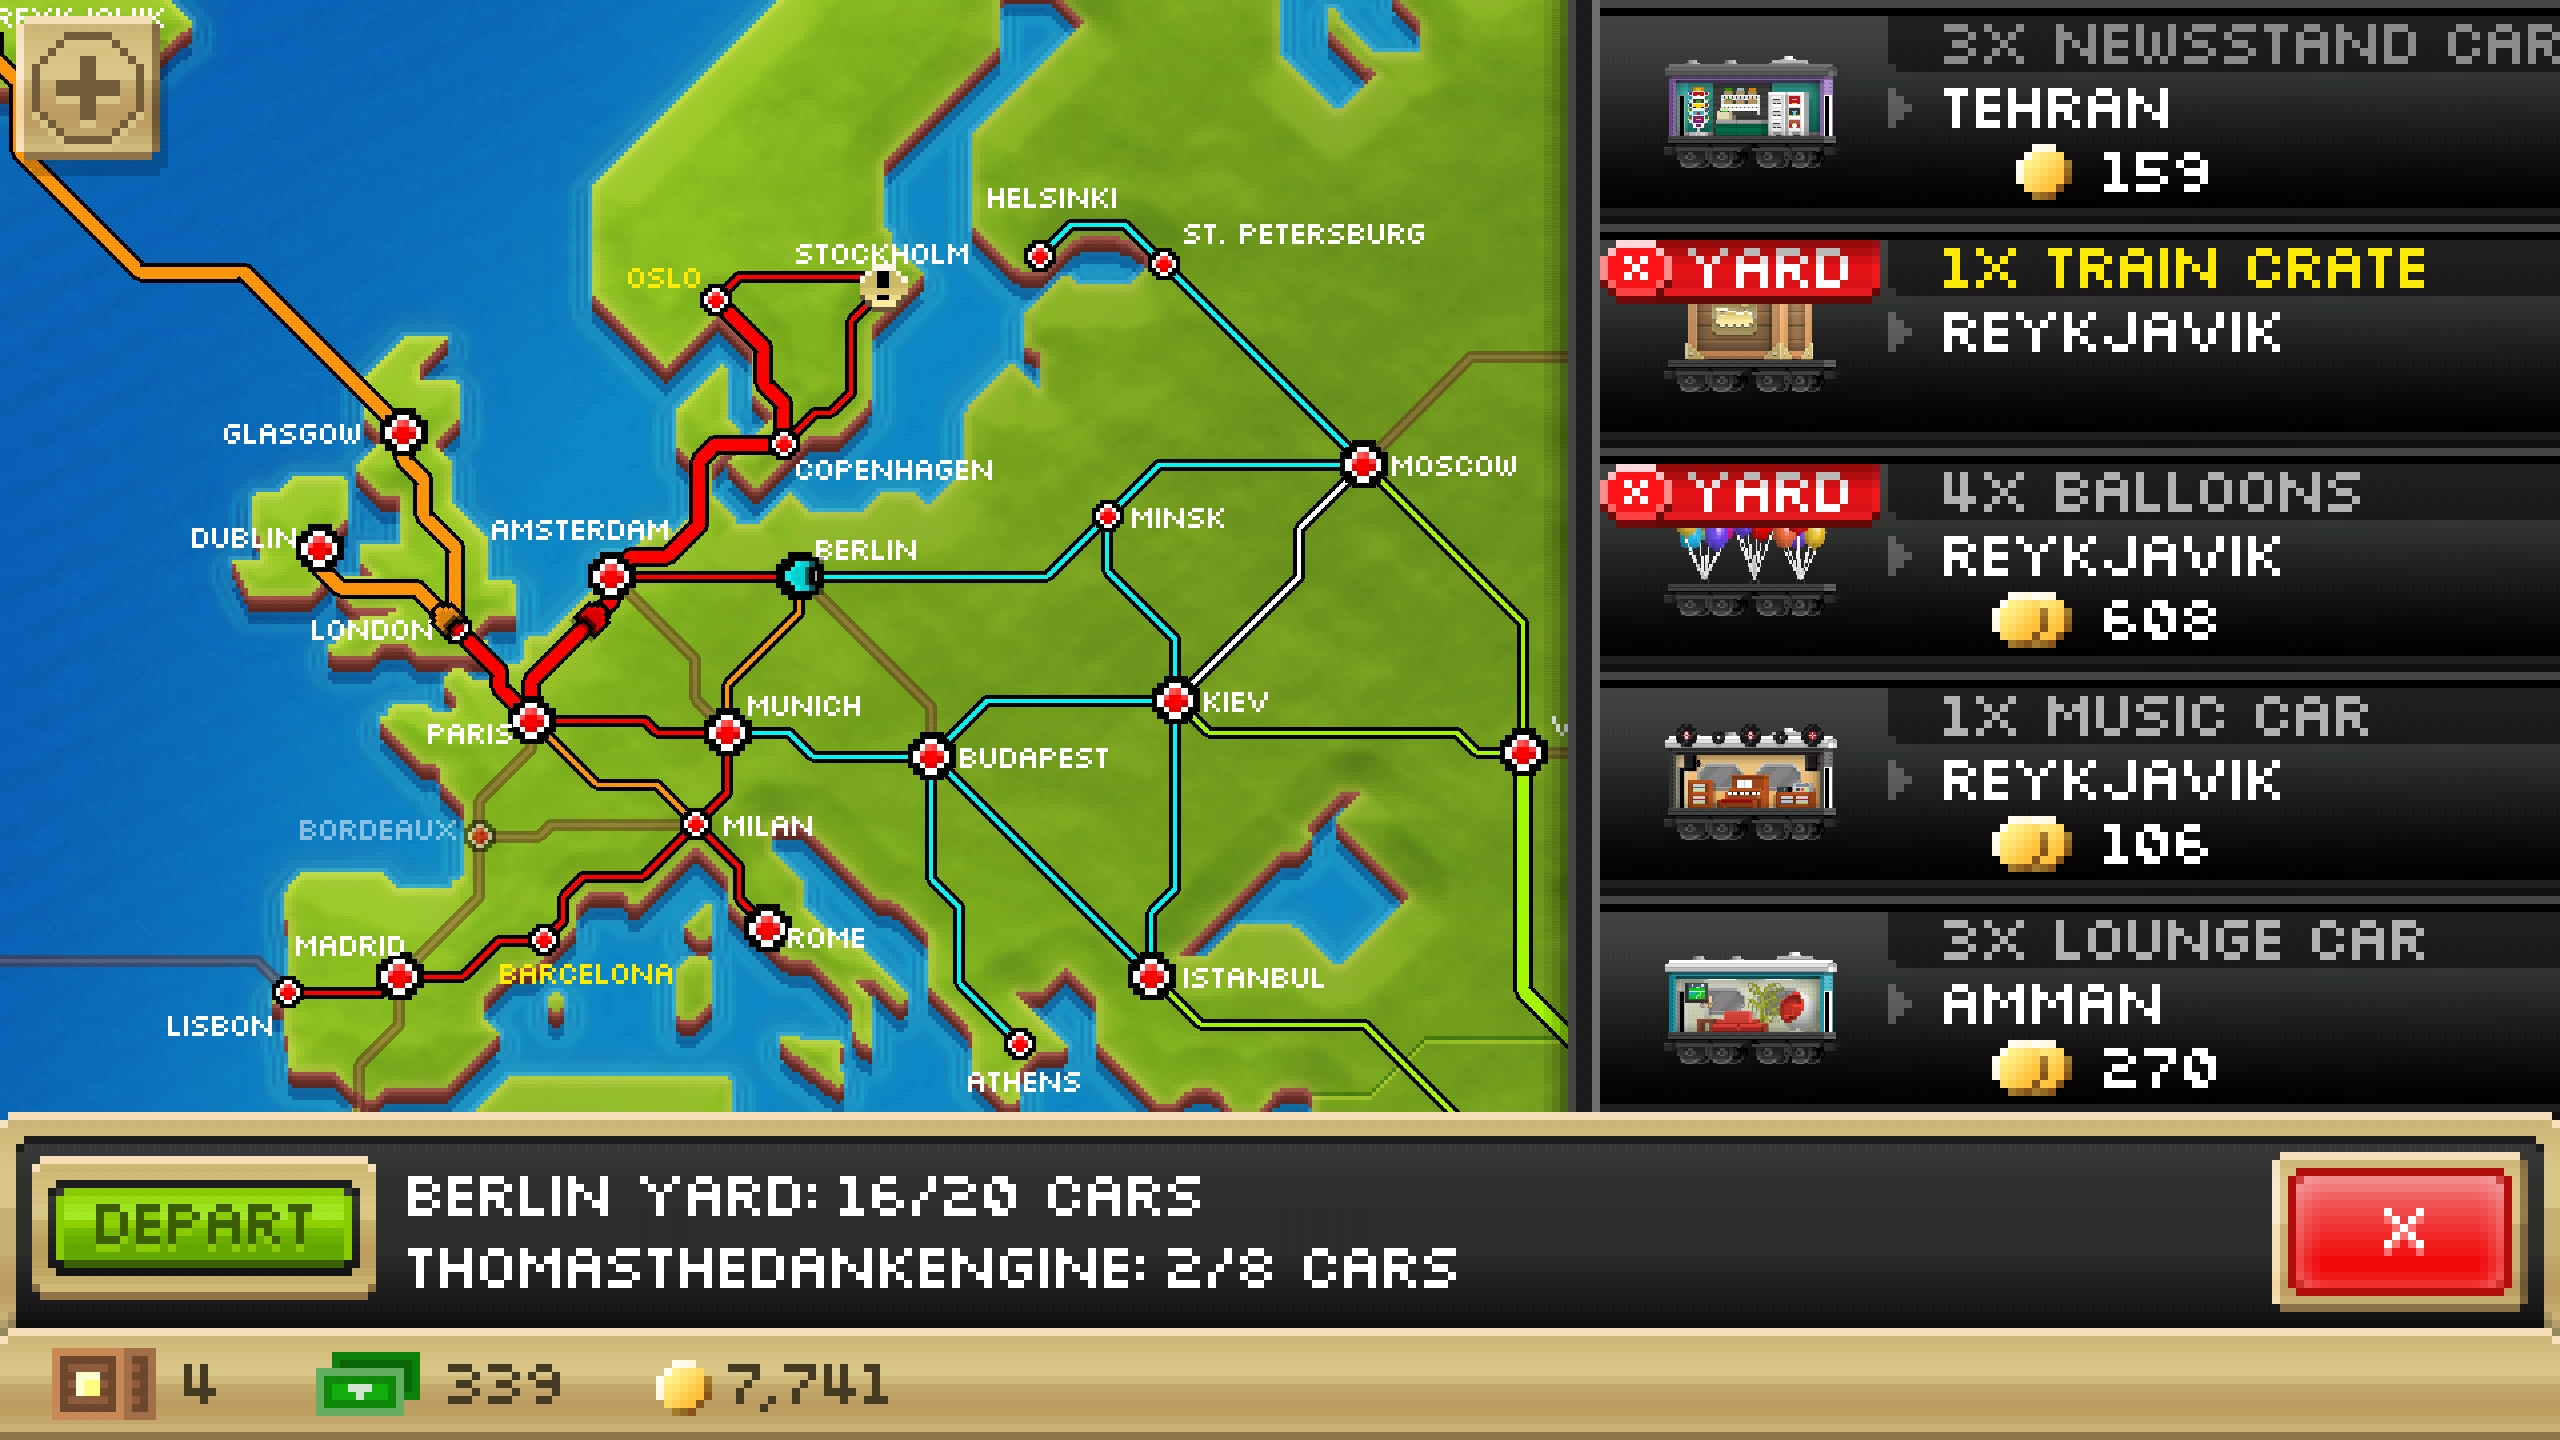 REYKJAVIK
HELSINKI
ST. PETERSBURG
STOCKHOLM
OSLO
GLASGOW
COPENHAGEN
MOSCOW
DUBLIN
AMSTERDAM
BERLIN
MINSK
LONDON
PARIS
MUNICH
KIEV
BUDAPEST
BORDEAUX
MILAN
MADRID
ROME
BARCELONA
ISTANBUL
LISBON
ATHENS
3X NEWSSTAND CAR
TEHRAN
159
YARD
1X TRAIN CRATE
REYKJAVIK
YARD
4X BALLOONS
REYKJAVIK
608
1X MUSIC CAR
REYKJAVIK
106
3X LOUNGE CAR
AMMAN
270
DEPART
BERLIN YARD: 16/20 CARS
THOMASTHEDANKENGINE: 2/8 CARS
X
4
339
7,741